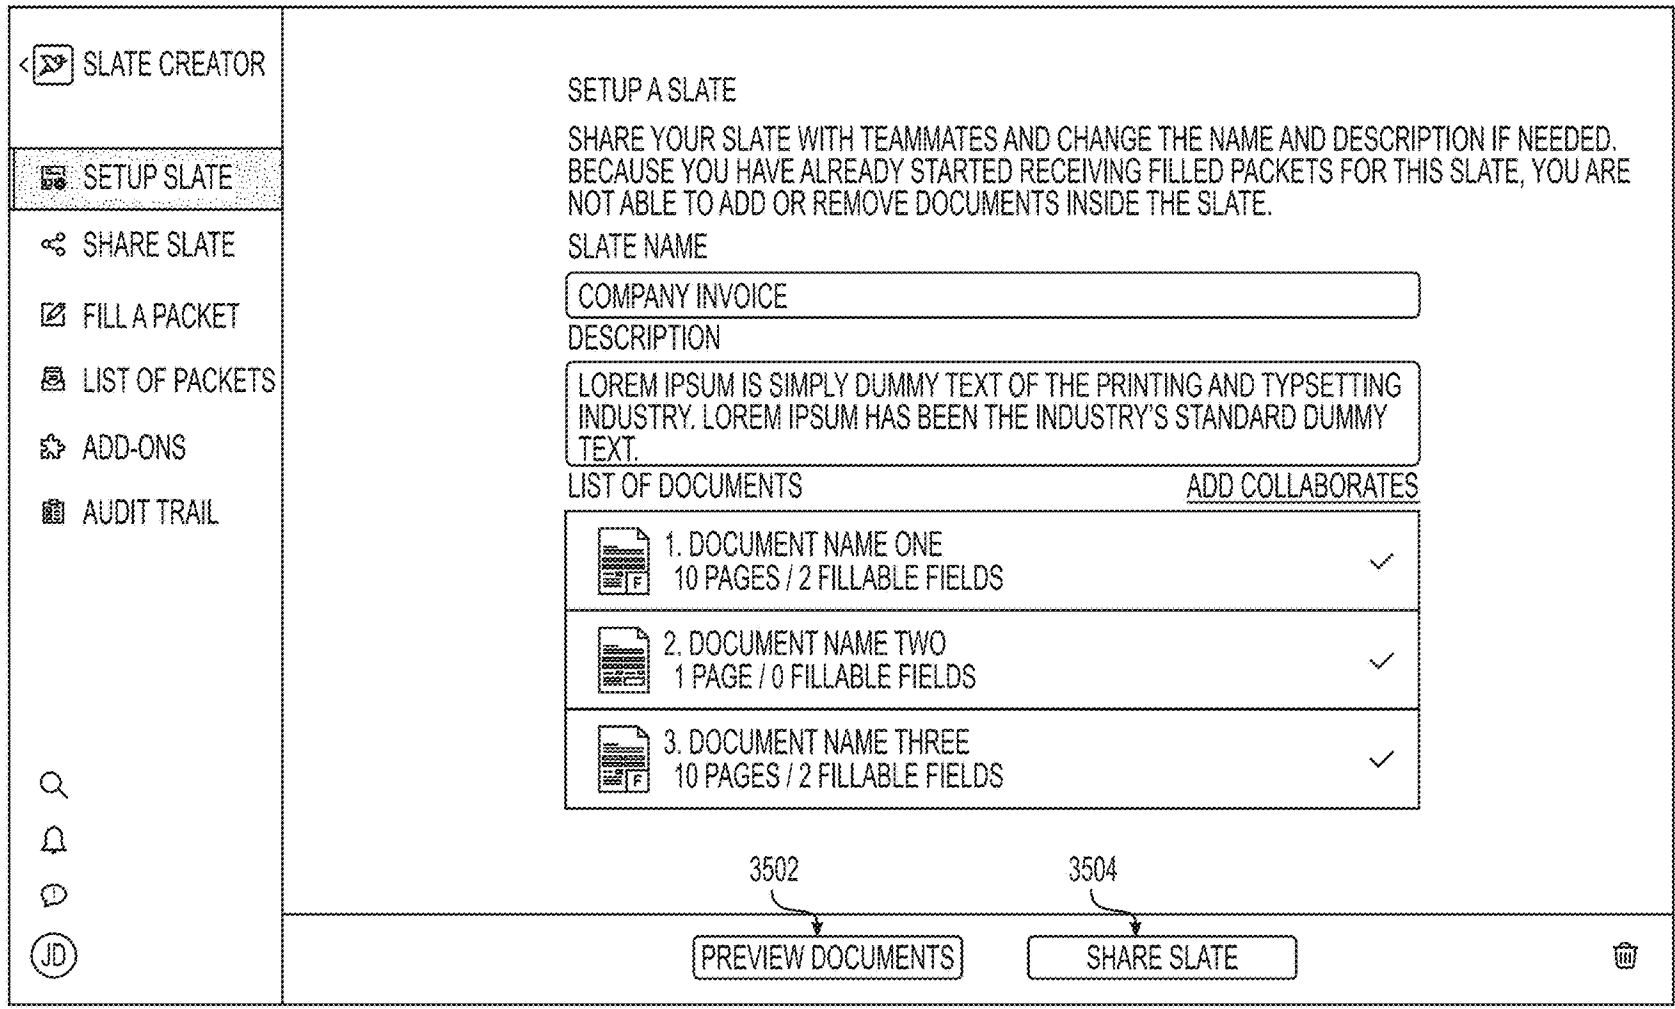 SLATE CREATOR
SETUP SLATE
SHARE SLATE
FILL A PACKET
LIST OF PACKETS
ADD-ONS
AUDIT TRAIL
JD
SETUP A SLATE
SHARE YOUR SLATE WITH TEAMMATES AND CHANGE THE NAME AND DESCRIPTION IF NEEDED.
BECAUSE YOU HAVE ALREADY STARTED RECEIVING FILLED PACKETS FOR THIS SLATE, YOU ARE
NOT ABLE TO ADD OR REMOVE DOCUMENTS INSIDE THE SLATE.
SLATE NAME
COMPANY INVOICE
DESCRIPTION
LOREM IPSUM IS SIMPLY DUMMY TEXT OF THE PRINTING AND TYPSETTING
INDUSTRY. LOREM IPSUM HAS BEEN THE INDUSTRY'S STANDARD DUMMY
TEXT.
LIST OF DOCUMENTS ADD COLLABORATES
1. DOCUMENT NAME ONE
10 PAGES / 2 FILLABLE FIELDS
F
2. DOCUMENT NAME TWO
1 PAGE / 0 FILLABLE FIELDS
3. DOCUMENT NAME THREE
10 PAGES / 2 FILLABLE FIELDS
F
3502 3504
PREVIEW DOCUMENTS SHARE SLATE